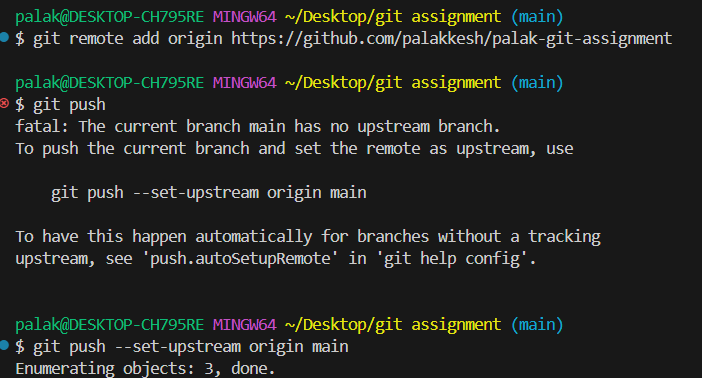 palak@DESKTOP-CH795RE MINGW64 ~/Desktop/git assignment (main)
$ git remote add origin https://github.com/palakkesh/palak-git-assignment
palak@DESKTOP-CH795RE MINGW64 ~/Desktop/git assignment (main)
$ git push
fatal: The current branch main has no upstream branch.
To push the current branch and set the remote as upstream, use
git push --set-upstream origin main
To have this happen automatically for branches without a tracking
upstream, see 'push.autoSetupRemote' in 'git help config'.
palak@DESKTOP-CH795RE MINGW64 ~/Desktop/git assignment (main)
$ git push --set-upstream origin main
Enumerating objects: 3, done.